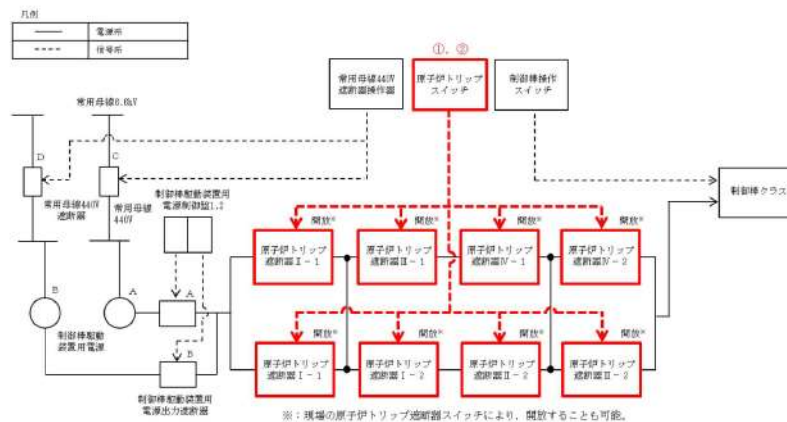 凡例
電源所
信号所
①，②
常用母線440V
遮断器操作器
原子炉トリップ
スイッチ
制御棒操作
スイッチ
常用母線6.6kV
D
C
制御棒駆動装置用
電源制御盤1,2
常用母線440V
遮断器
常用母線
440V
制御棒クラスタ
開放※
開放※
開放※
開放※
原子炉トリップ
遮断器Ⅱ－1
原子炉トリップ
遮断器Ⅲ－1
原子炉トリップ
遮断器Ⅳ－1
原子炉トリップ
遮断器Ⅳ－2
B
A
A
制御棒駆動
装置用電源
B
開放※
開放※
開放※
開放※
原子炉トリップ
遮断器Ⅰ－1
原子炉トリップ
遮断器Ⅰ－2
原子炉トリップ
遮断器Ⅱ－2
原子炉トリップ
遮断器Ⅲ－2
制御棒駆動装置用
電源出力遮断器
※：現場の原子炉トリップ遮断器スイッチにより、開放することも可能。